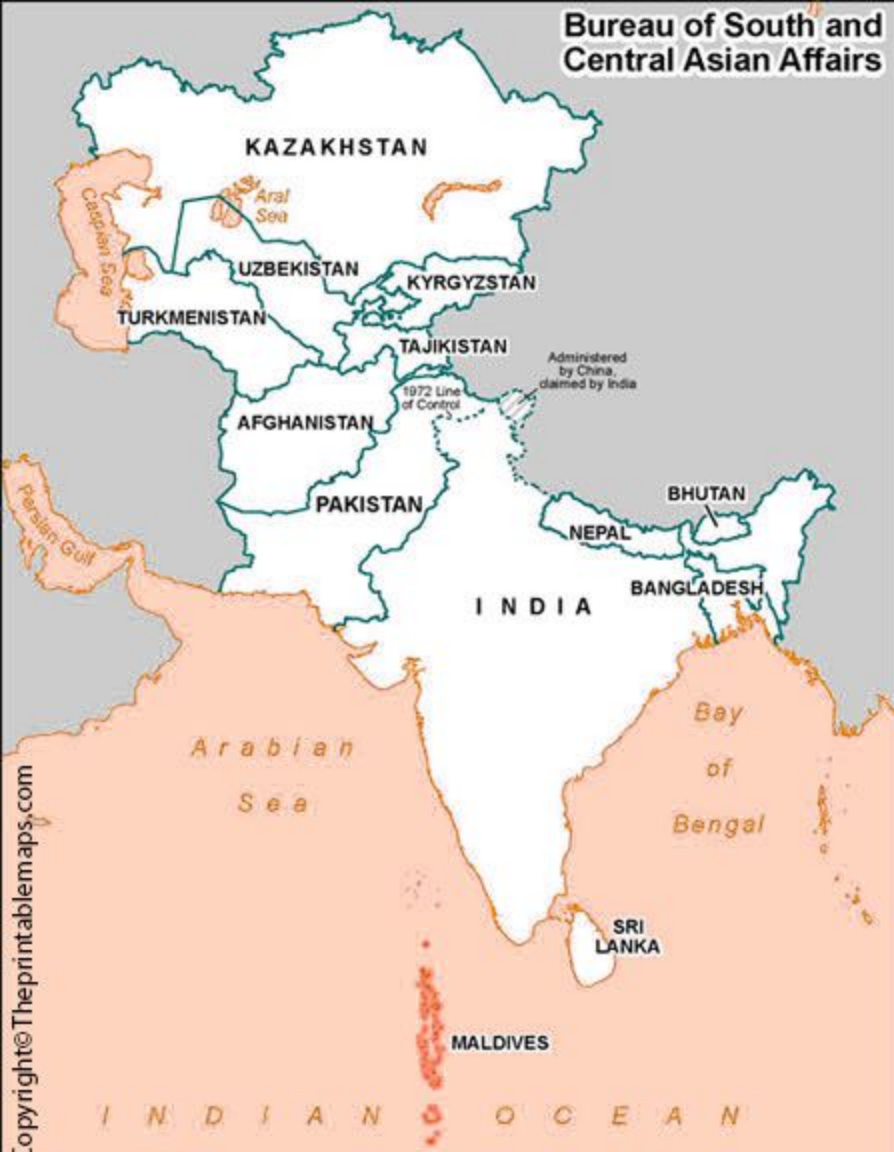 Bureau of South and
Central Asian Affairs
KAZAKHSTAN
Aral
Sea
Caspian Sea
UZBEKISTAN
KYRGYZSTAN
TURKMENISTAN
TAJIKISTAN
Administered
by China,
claimed by India
1972 Line
of Control
AFGHANISTAN
Persian Gulf
PAKISTAN
BHUTAN
NEPAL
BANGLADESH
INDIA
Bay
of
Bengal
Arabian
Sea
SRI
LANKA
MALDIVES
INDIAN OCEAN
Copyright©Theprintablemaps.com